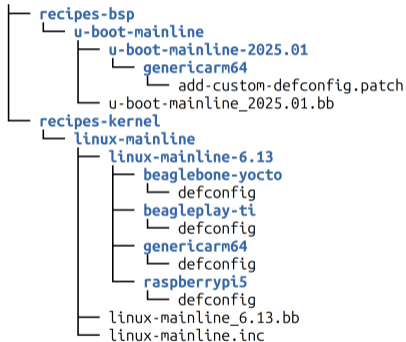 recipes-bsp
u-boot-mainline
u-boot-mainline-2025.01
genericarm64
add-custom-defconfig.patch
u-boot-mainline_2025.01.bb
recipes-kernel
linux-mainline
linux-mainline-6.13
beaglebone-yocto
defconfig
beagleplay-ti
defconfig
genericarm64
defconfig
raspberrypi5
defconfig
linux-mainline_6.13.bb
linux-mainline.inc